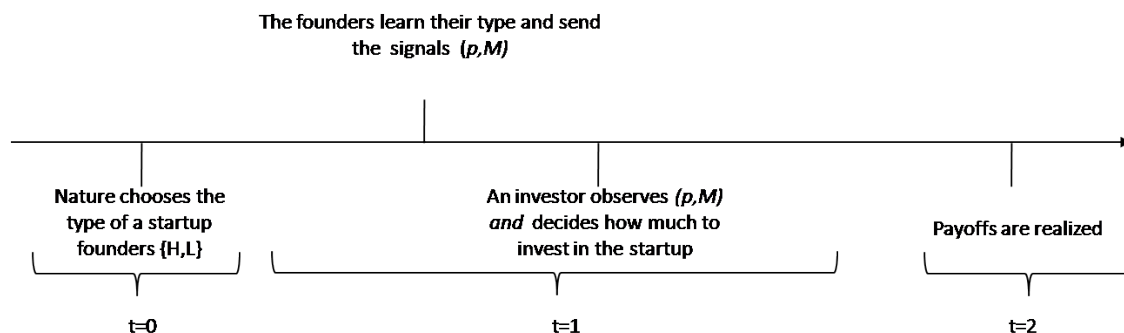 The founders learn their type and send
the signals (p,M)
Nature chooses the
type of a startup
founders {H,L}
An investor observes (p,M)
and decides how much to
invest in the startup
Payoffs are realized
t=0
t=1
t=2